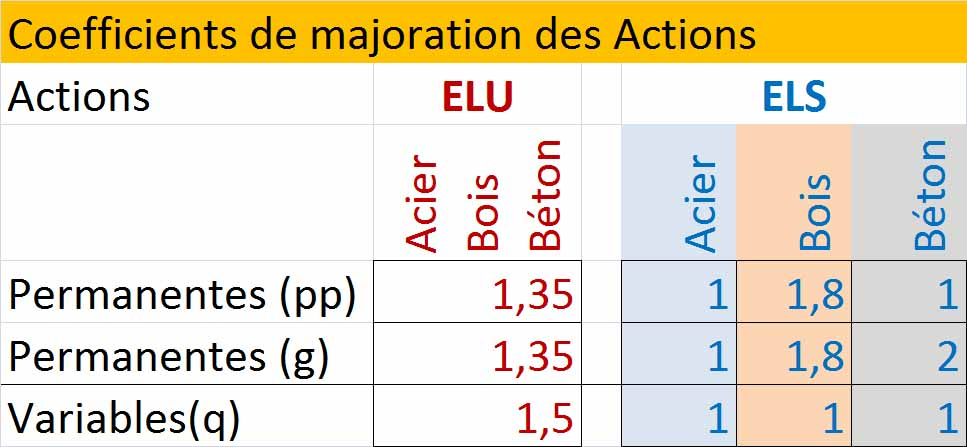 Coefficients de majoration des Actions
Actions ELU ELS
Acier Bois Béton Acier Bois Béton
Permanentes (pp) 1,35 1 1,8 1
Permanentes (g) 1,35 1 1,8 2
Variables(q) 1,5 1 1 1